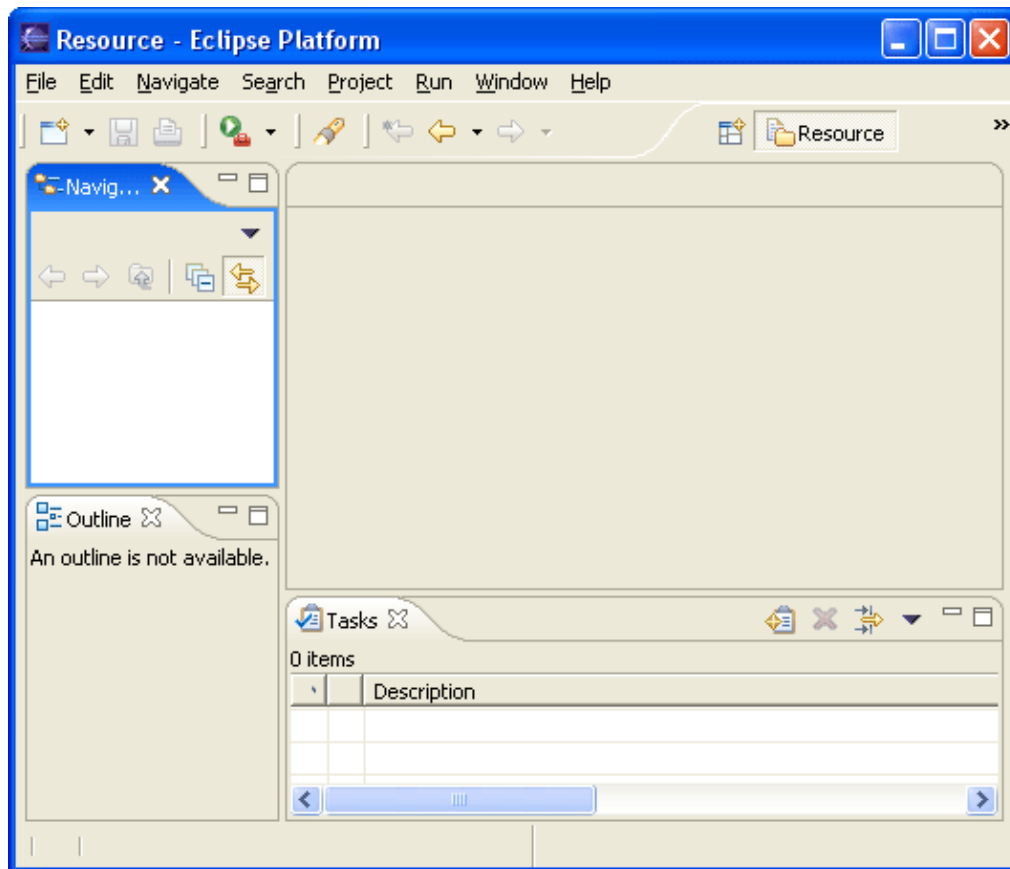 Resource - Eclipse Platform
File Edit Navigate Search Project Run Window Help
Resource
Navig...
Outline
An outline is not available.
Tasks
0 items
Description